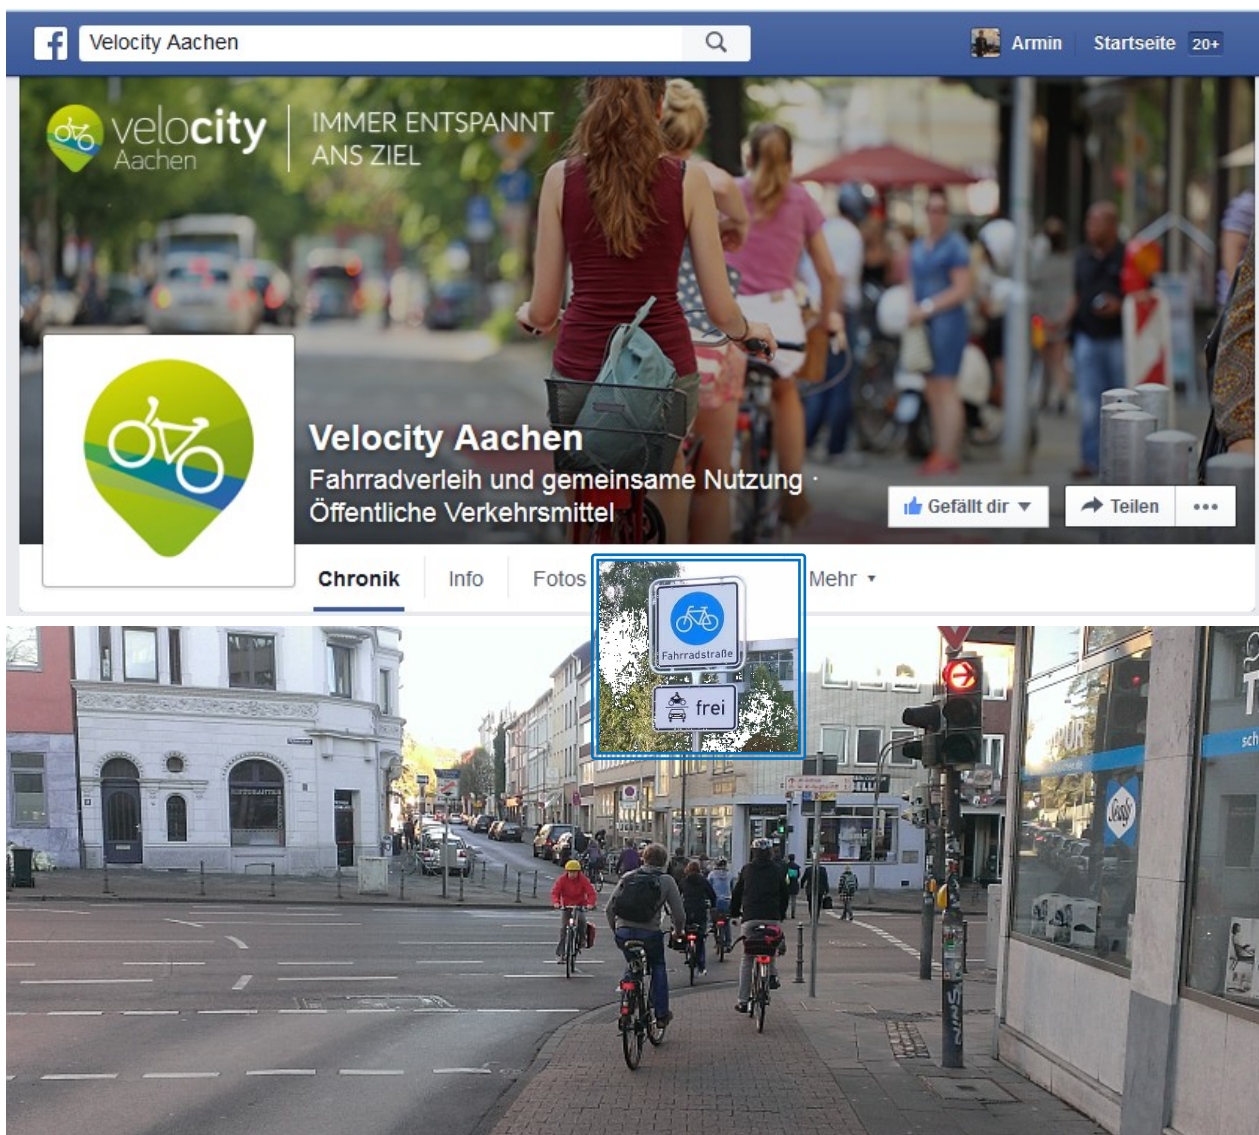 f
Velocity Aachen
Armin
Startseite
20+
velocity
Aachen
IMMER ENTSPANNT
ANS ZIEL
Velocity Aachen
Fahrradverleih und gemeinsame Nutzung ·
Öffentliche Verkehrsmittel
Gefällt dir
Teilen
Chronik
Info
Fotos
Mehr
Fahrradstraße
frei